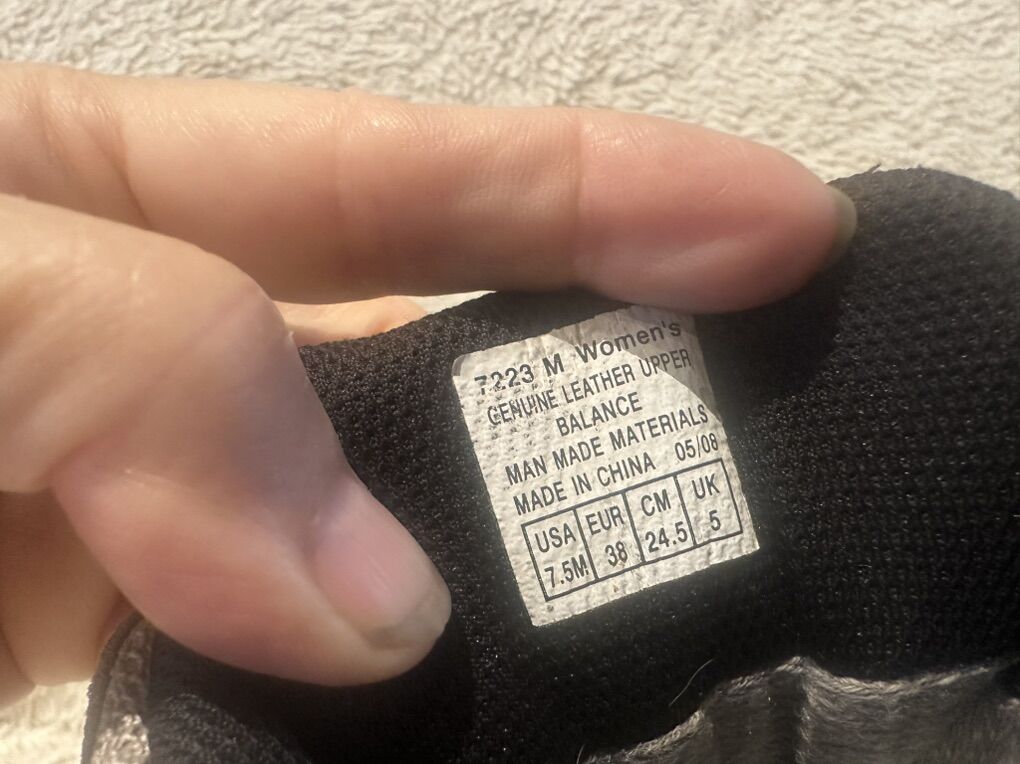 7223 M Women's
GENUINE LEATHER UPPER
BALANCE
MAN MADE MATERIALS
MADE IN CHINA 05/08
USA EUR CM UK
7.5M 38 24.5 5